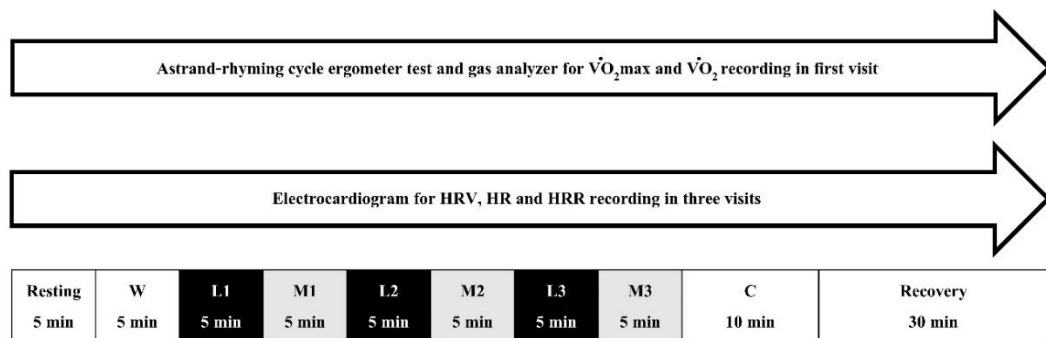 Astrand-rhyming cycle ergometer test and gas analyzer for V̇O₂max and V̇O₂ recording in first visit
Electrocardiogram for HRV, HR and HRR recording in three visits
Resting W L1 M1 L2 M2 L3 M3 C Recovery
5 min 5 min 5 min 5 min 5 min 5 min 5 min 5 min 10 min 30 min